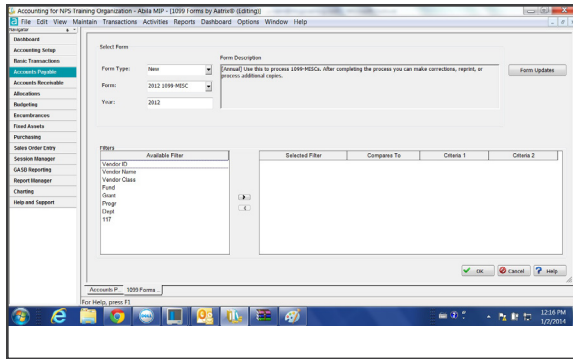 Accounting for NPS Training Organization - Abila MIP - [1099 Forms by Aatrix® (Editing)]
File Edit View Maintain Transactions Activities Reports Dashboard Options Window Help
Navigator
Dashboard
Accounting Setup
Basic Transactions
Accounts Payable
Accounts Receivable
Allocations
Budgeting
Encumbrances
Fixed Assets
Purchasing
Sales Order Entry
Session Manager
GASB Reporting
Report Manager
Charting
Help and Support
Select Form
Form Type: New
Form: 2012 1099-MISC
Year: 2012
Form Description
[Annual] Use this to process 1099-MISCs. After completing the process you can make corrections, reprint, or
process additional copies.
Form Updates
Filters
Available Filter
Vendor ID
Vendor Name
Vendor Class
Fund
Grant
Progr
Dept
117
Selected Filter Compares To Criteria 1 Criteria 2
OK Cancel Help
Accounts P... 1099 Forms ...
For Help, press F1
12:16 PM
1/2/2014